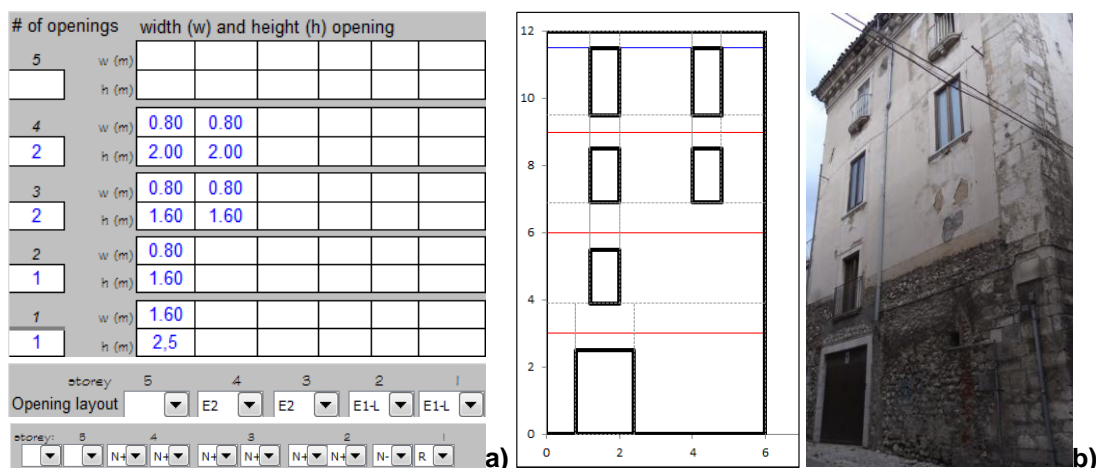 # of openings width (w) and height (h) opening
5 w (m)
h (m)
4 w (m) 0.80 0.80
2 h (m) 2.00 2.00
3 w (m) 0.80 0.80
2 h (m) 1.60 1.60
2 w (m) 0.80
1 h (m) 1.60
1 w (m) 1.60
1 h (m) 2,5
storey 5 4 3 2 1
Opening layout E2 E2 E1-L E1-L
storey: 5 4 3 2 1
N+ N+ N+ N+ N+ N+ N- R
a)
12
10
8
6
4
2
0
0 2 4 6
b)